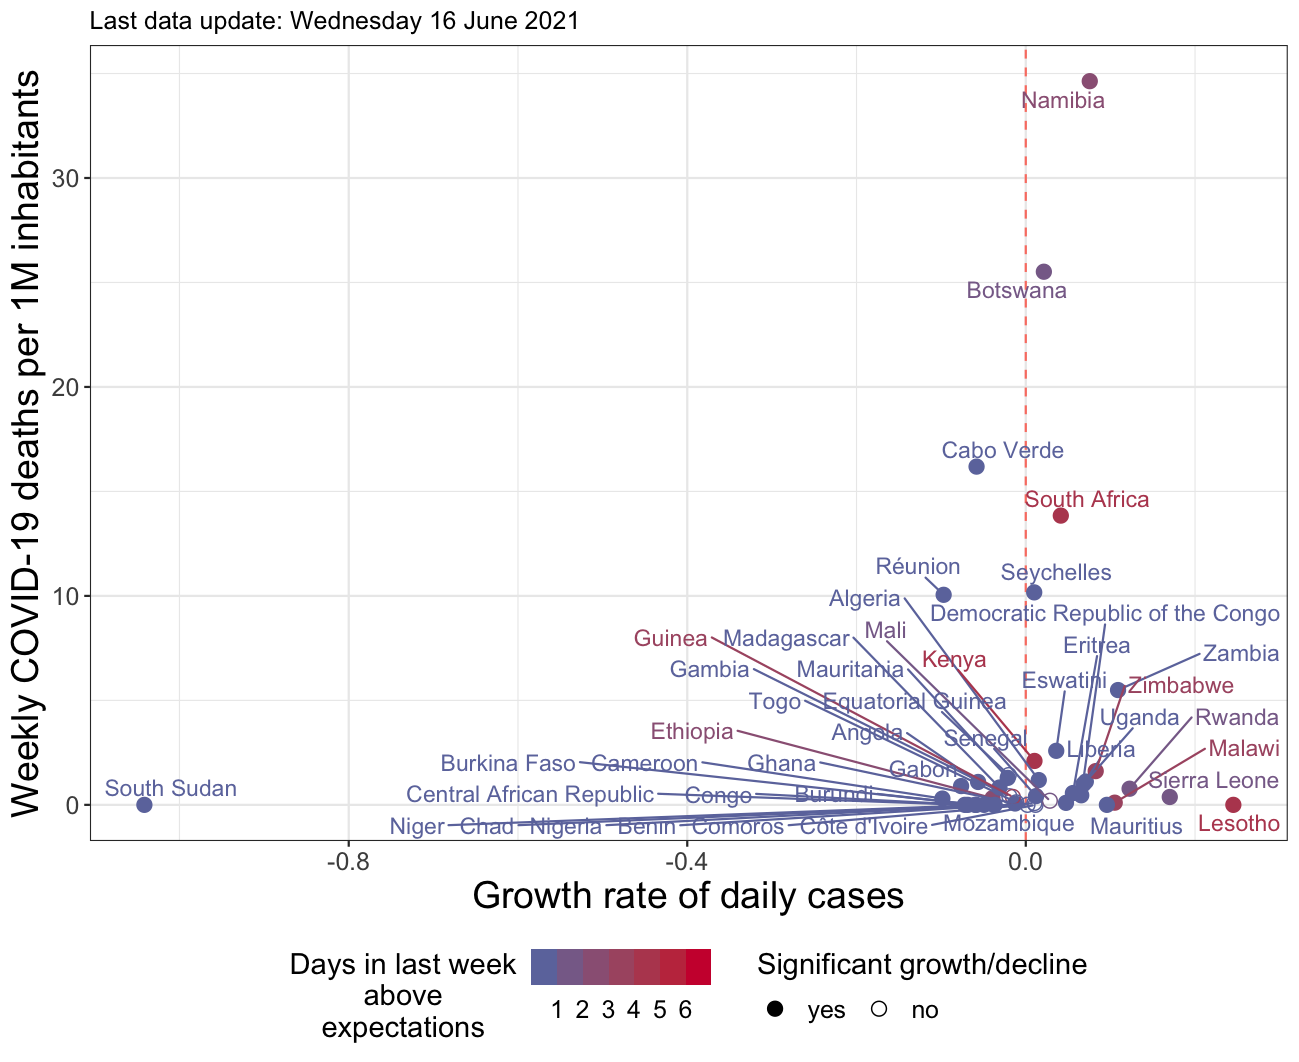 Last data update: Wednesday 16 June 2021
Weekly COVID-19 deaths per 1M inhabitants
30
20
10
0
Namibia
Botswana
Cabo Verde
South Africa
Réunion
Seychelles
Algeria
Democratic Republic of the Congo
Guinea
Madagascar
Mali
Eritrea
Zambia
Kenya
Gambia
Mauritania
Eswatini
Zimbabwe
Togo
Equatorial Guinea
Uganda
Rwanda
Ethiopia
Angola
Senegal
Liberia
Malawi
Burkina Faso
Cameroon
Ghana
Gabon
Sierra Leone
South Sudan
Central African Republic
Congo
Burundi
Niger
Chad
Nigeria
Benin
Comoros
Côte d'Ivoire
Mozambique
Mauritius
Lesotho
-0.8
-0.4
0.0
Growth rate of daily cases
Days in last week
above
expectations
1 2 3 4 5 6
Significant growth/decline
yes
no